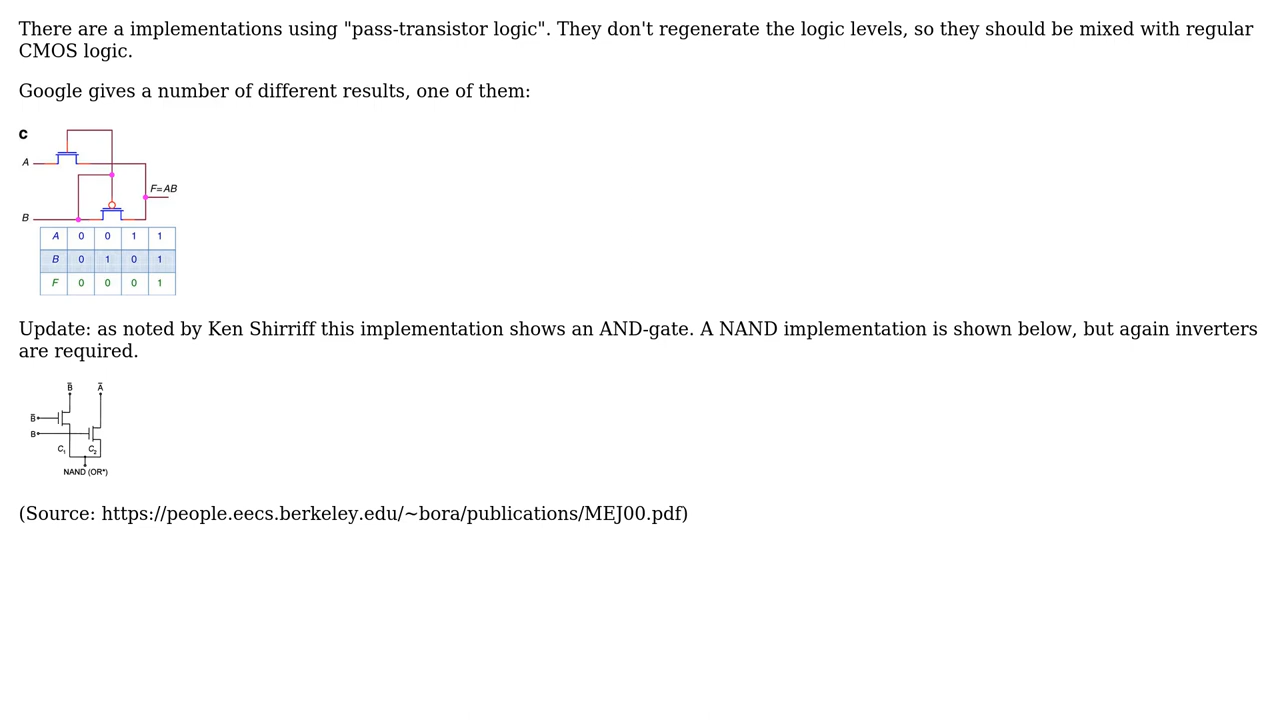 There are a implementations using "pass-transistor logic". They don't regenerate the logic levels, so they should be mixed with regular
CMOS logic.
Google gives a number of different results, one of them:
c
A
F=AB
B
A 0 0 1 1
B 0 1 0 1
F 0 0 0 1
Update: as noted by Ken Shirriff this implementation shows an AND-gate. A NAND implementation is shown below, but again inverters
are required.
B̅ A̅
B̅
B
C₁ C₂
NAND (OR*)
(Source: https://people.eecs.berkeley.edu/~bora/publications/MEJ00.pdf)